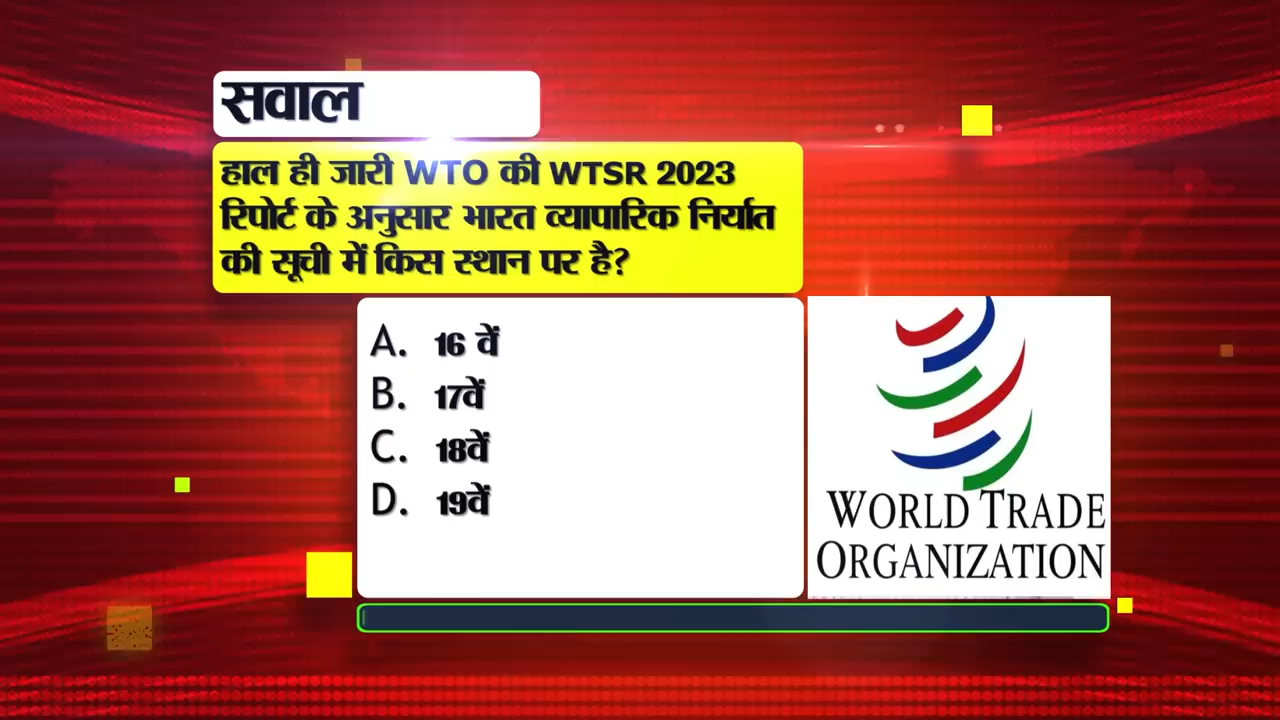 सवाल
हाल ही जारी WTO की WTSR 2023
रिपोर्ट के अनुसार भारत व्यापारिक निर्यात
की सूची में किस स्थान पर है?
A. 16 वें
B. 17वें
C. 18वें
D. 19वें
WORLD TRADE
ORGANIZATION